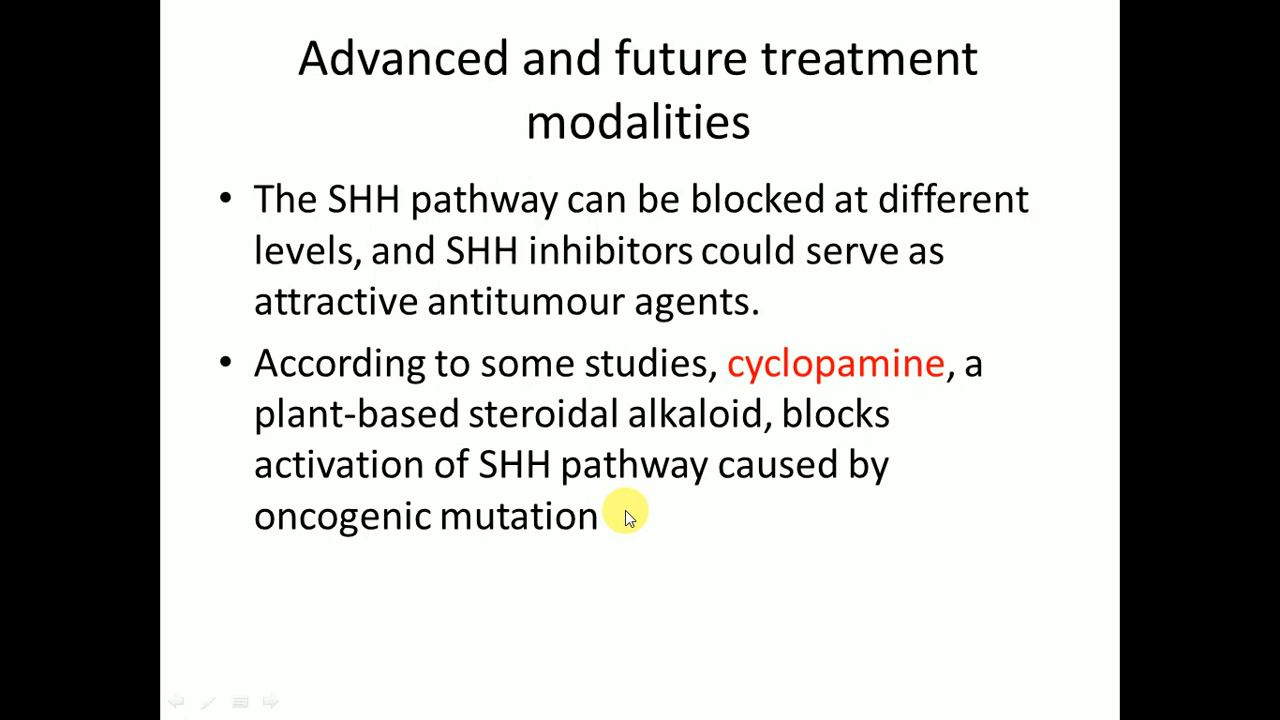 Advanced and future treatment
modalities
• The SHH pathway can be blocked at different
levels, and SHH inhibitors could serve as
attractive antitumour agents.
• According to some studies, cyclopamine, a
plant-based steroidal alkaloid, blocks
activation of SHH pathway caused by
oncogenic mutation